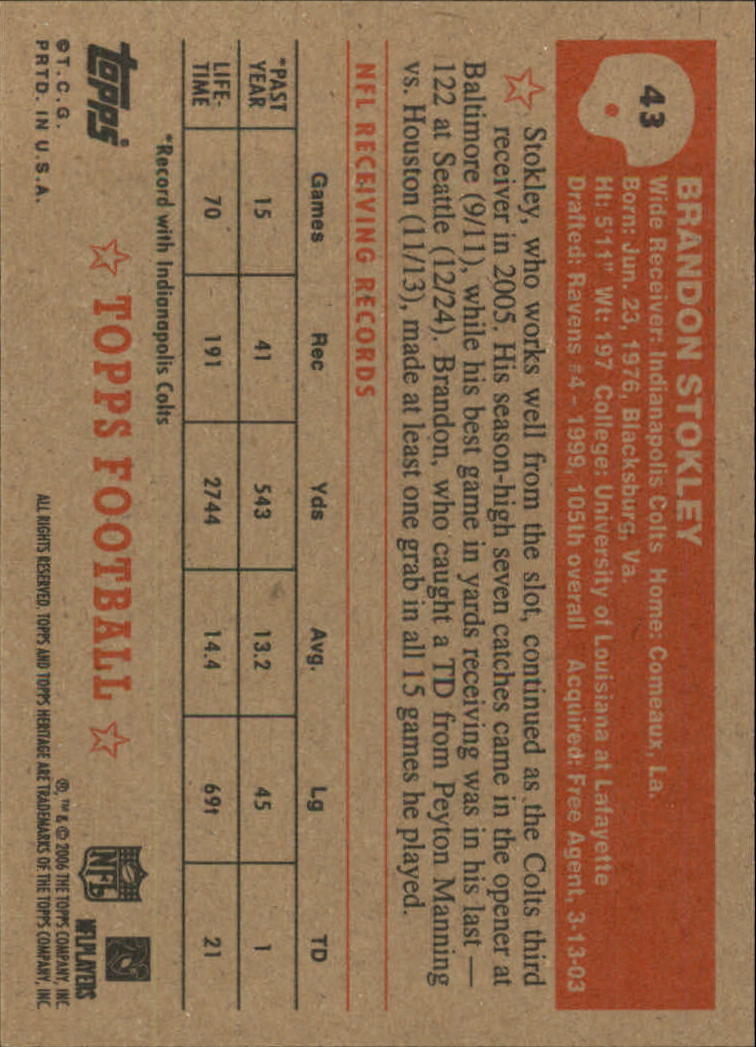 43
BRANDON STOKLEY
Wide Receiver: Indianapolis Colts Home: Comeaux, La.
Born: Jun. 23, 1976, Blacksburg, Va.
Ht: 5'11" Wt: 197 College: University of Louisiana at Lafayette
Drafted: Ravens #4 - 1999, 105th overall Acquired: Free Agent, 3-13-03
Stokley, who works well from the slot, continued as the Colts third
receiver in 2005. His season-high seven catches came in the opener at
Baltimore (9/11), while his best game in yards receiving was in his last —
122 at Seattle (12/24). Brandon, who caught a TD from Peyton Manning
vs. Houston (11/13), made at least one grab in all 15 games he played.
NFL RECEIVING RECORDS
Games Rec Yds Avg. Lg TD
*PAST
YEAR 15 41 543 13.2 45 1
LIFE-
TIME 70 191 2744 14.4 69t 21
*Record with Indianapolis Colts
topps
©T.C.G.
PRTD. IN U.S.A.
TOPPS FOOTBALL
NFL
NFLPLAYERS
®, ™ & © 2006 THE TOPPS COMPANY, INC
ALL RIGHTS RESERVED. TOPPS AND TOPPS HERITAGE ARE TRADEMARKS OF THE TOPPS COMPANY, INC